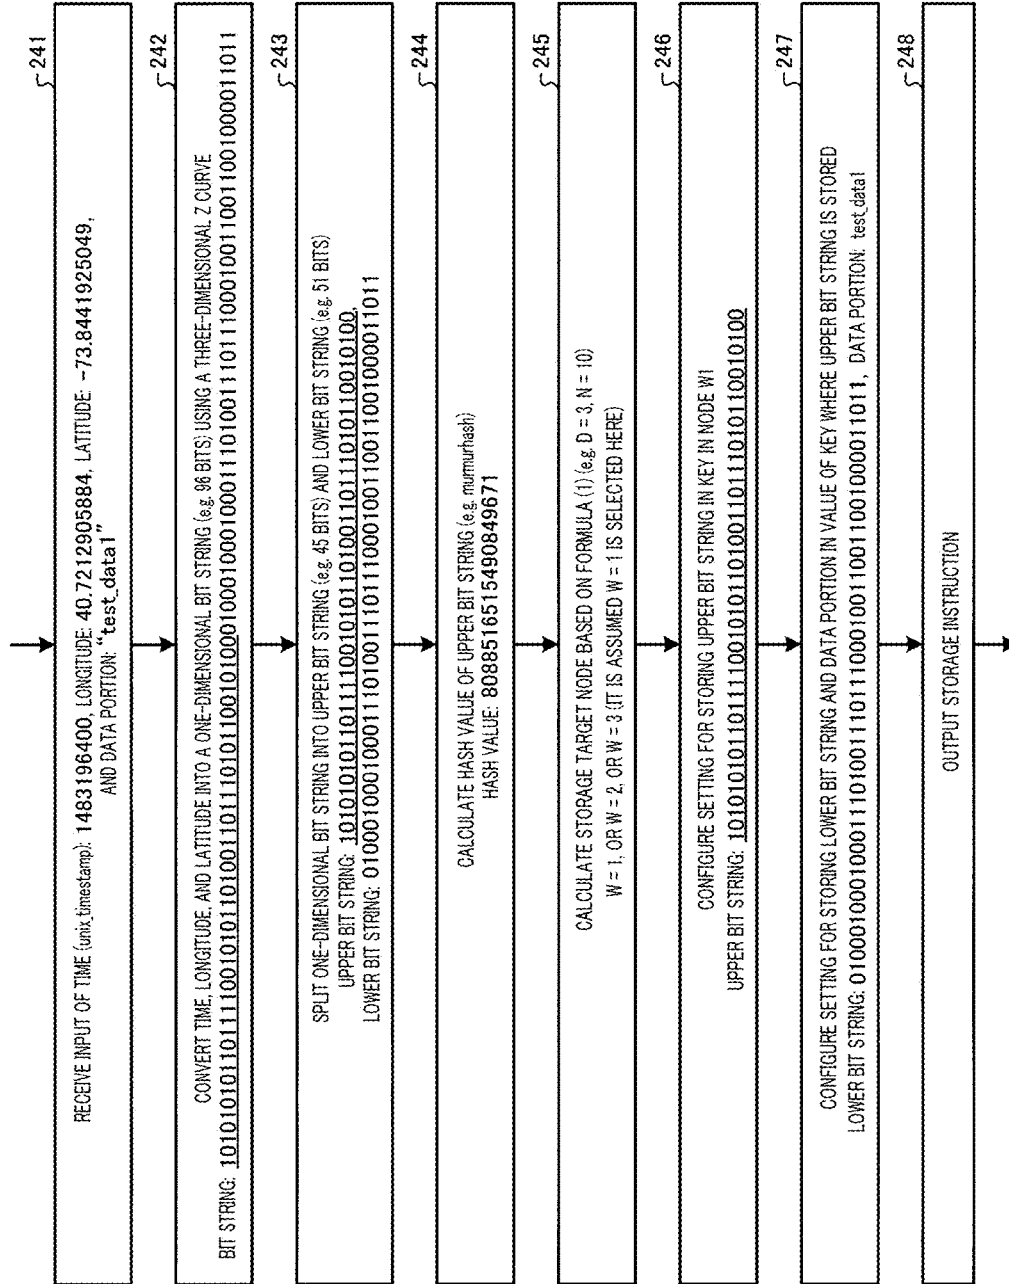 241
RECEIVE INPUT OF TIME (unix_timestamp): 1483196400, LONGITUDE: 40.7212905884, LATITUDE: -73.8441925049,
AND DATA PORTION: “test_data1”
242
CONVERT TIME, LONGITUDE, AND LATITUDE INTO A ONE-DIMENSIONAL BIT STRING (e.g. 96 BITS) USING A THREE-DIMENSIONAL Z CURVE
BIT STRING: 101010101101111001010110100110111010110010100010001000100011101001110111000100110011001000011011
243
SPLIT ONE-DIMENSIONAL BIT STRING INTO UPPER BIT STRING (e.g. 45 BITS) AND LOWER BIT STRING (e.g. 51 BITS)
UPPER BIT STRING: 101010101101111001010110100110111010110010100,
LOWER BIT STRING: 010001000100011101001110111000100110011001000011011
244
CALCULATE HASH VALUE OF UPPER BIT STRING (e.g. murmurhash)
HASH VALUE: 8088516515490849671
245
CALCULATE STORAGE TARGET NODE BASED ON FORMULA (1) (e.g. D = 3, N = 10)
W = 1, OR W = 2, OR W = 3 (IT IS ASSUMED W = 1 IS SELECTED HERE)
246
CONFIGURE SETTING FOR STORING UPPER BIT STRING IN KEY IN NODE W1
UPPER BIT STRING: 101010101101111001010110100110111010110010100
247
CONFIGURE SETTING FOR STORING LOWER BIT STRING AND DATA PORTION IN VALUE OF KEY WHERE UPPER BIT STRING IS STORED
LOWER BIT STRING: 010001000100011101001110111000100110011001000011011, DATA PORTION: test_data1
248
OUTPUT STORAGE INSTRUCTION